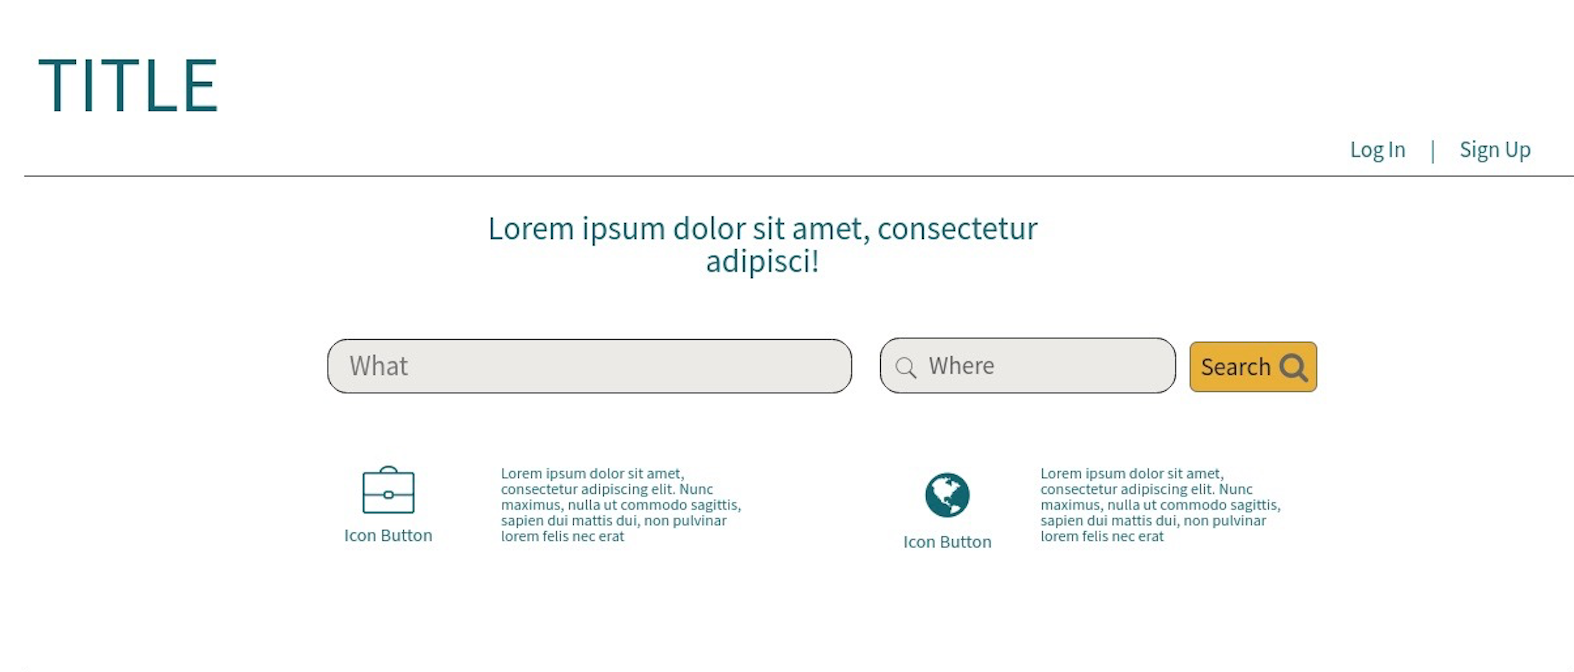 TITLE
Log In | Sign Up
Lorem ipsum dolor sit amet, consectetur
adipisci!
What
Where
Search
Icon Button
Lorem ipsum dolor sit amet,
consectetur adipiscing elit. Nunc
maximus, nulla ut commodo sagittis,
sapien dui mattis dui, non pulvinar
lorem felis nec erat
Icon Button
Lorem ipsum dolor sit amet,
consectetur adipiscing elit. Nunc
maximus, nulla ut commodo sagittis,
sapien dui mattis dui, non pulvinar
lorem felis nec erat